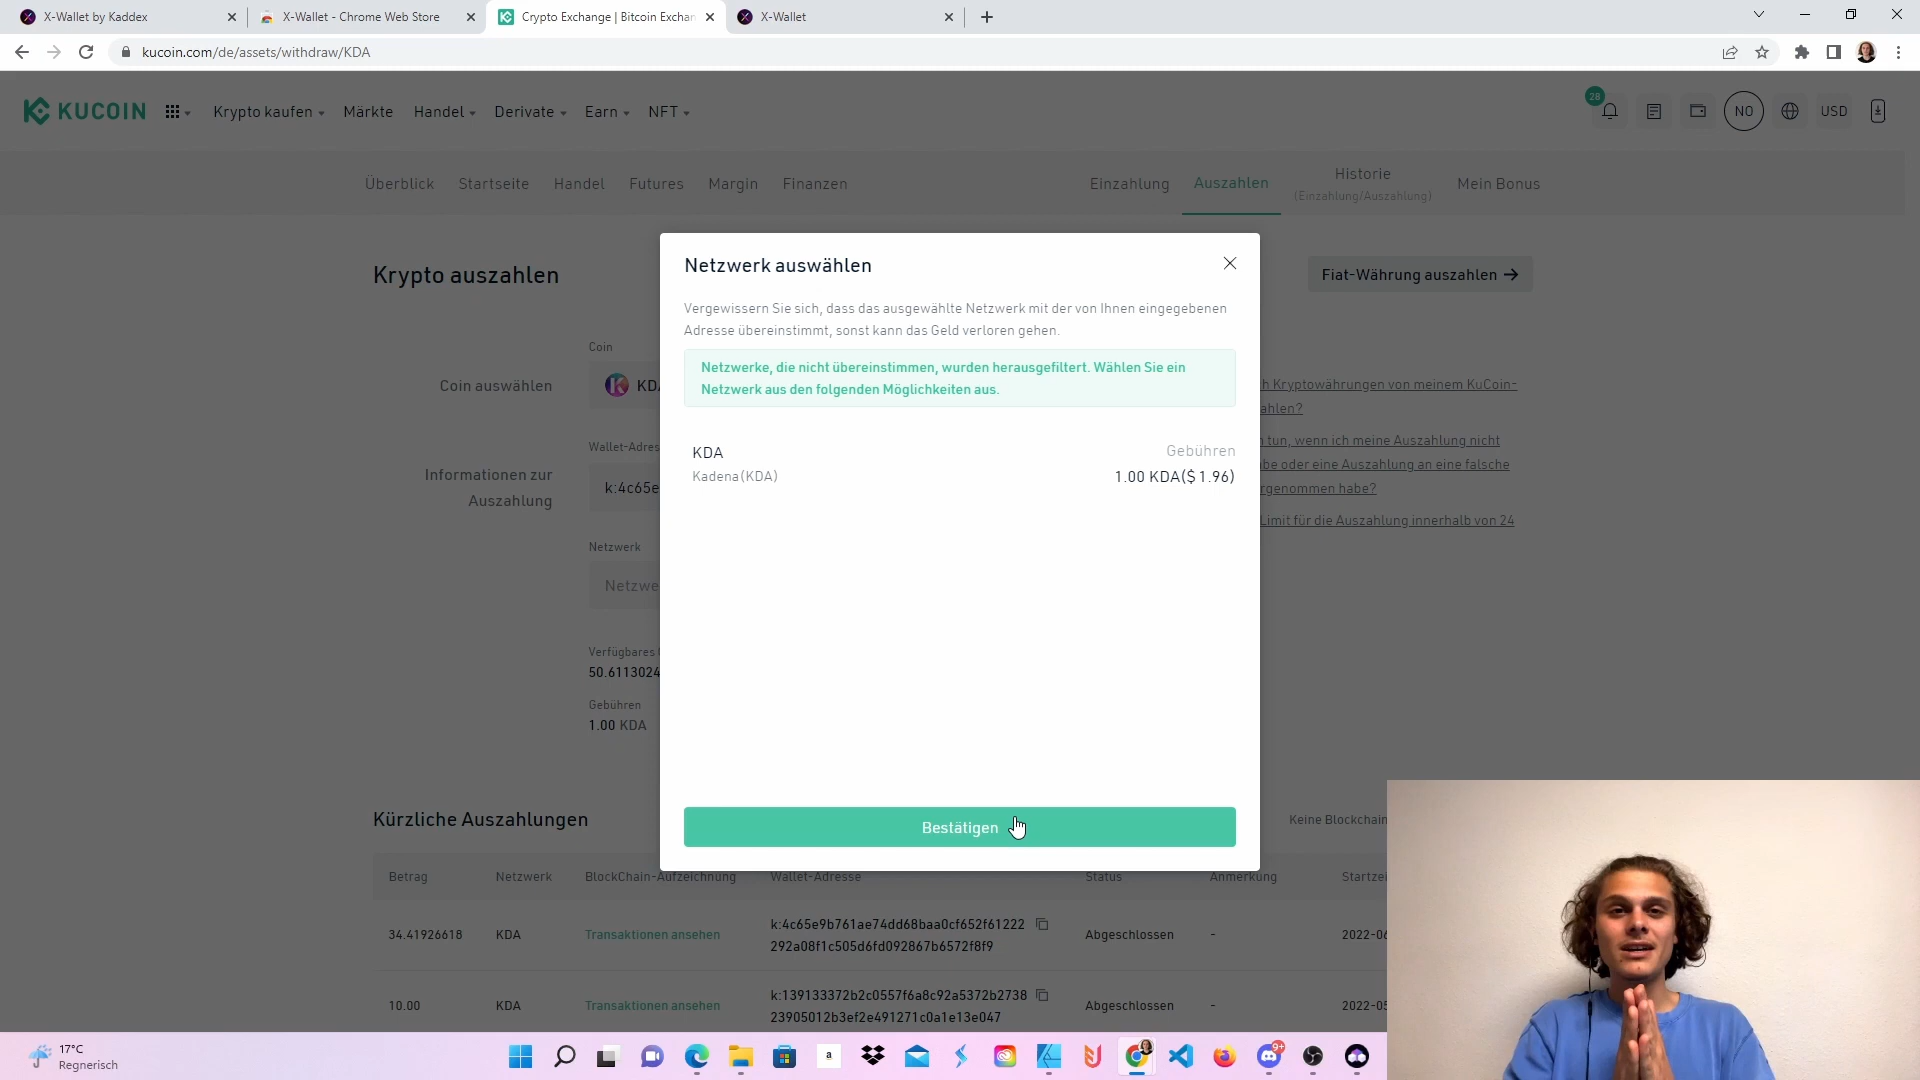 X-Wallet by Kaddex
X-Wallet - Chrome Web Store
Crypto Exchange | Bitcoin Exchan
X-Wallet
kucoin.com/de/assets/withdraw/KDA
KUCOIN
Krypto kaufen
Märkte
Handel
Derivate
Earn
NFT
28
NO
USD
Überblick
Startseite
Handel
Futures
Margin
Finanzen
Einzahlung
Auszahlen
Historie
(Einzahlung/Auszahlung)
Mein Bonus
Krypto auszahlen
Fiat-Währung auszahlen →
Netzwerk auswählen
Vergewissern Sie sich, dass das ausgewählte Netzwerk mit der von Ihnen eingegebenen
Adresse übereinstimmt, sonst kann das Geld verloren gehen.
Netzwerke, die nicht übereinstimmen, wurden herausgefiltert. Wählen Sie ein
Netzwerk aus den folgenden Möglichkeiten aus.
KDA
Gebühren
Kadena(KDA)
1.00 KDA($ 1.96)
Bestätigen
Coin
Coin auswählen
KDA
Wallet-Adres
Informationen zur
Auszahlung
k:4c65e
Netzwerk
Netzwe
Verfügbares
50.6113024
Gebühren
1.00 KDA
h Kryptowährungen von meinem KuCoin-
ahlen?
n tun, wenn ich meine Auszahlung nicht
abe oder eine Auszahlung an eine falsche
rgenommen habe?
Limit für die Auszahlung innerhalb von 24
Kürzliche Auszahlungen
Keine Blockchain
Betrag
Netzwerk
BlockChain-Aufzeichnung
Wallet-Adresse
Status
Anmerkung
Startzei
34.41926618
KDA
Transaktionen ansehen
k:4c65e9b761ae74dd68baa0cf652f61222
292a08f1c505d6fd092867b6572f8f9
Abgeschlossen
-
2022-06
10.00
KDA
Transaktionen ansehen
k:139133372b2c0557f6a8c92a5372b2738
23905012b3ef2e491271c0a1e13e047
Abgeschlossen
-
2022-05
17°C
Regnerisch
a
9+